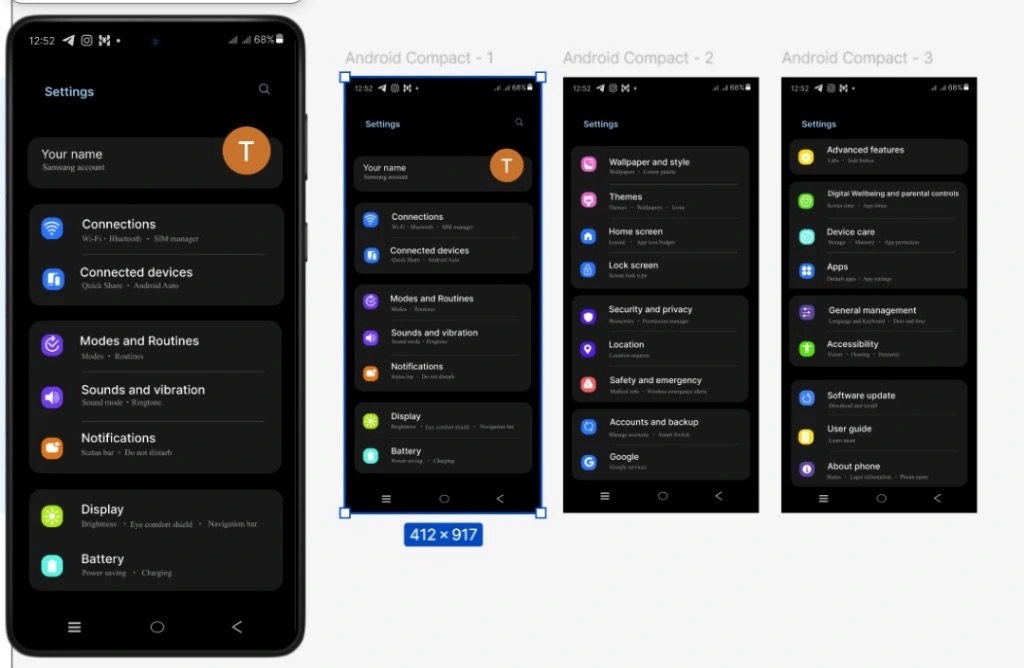 12:52
68%
Settings
Your name
Samsung account
T
Connections
Wi-Fi · Bluetooth · SIM manager
Connected devices
Quick Share · Android Auto
Modes and Routines
Modes · Routines
Sounds and vibration
Sound mode · Ringtone
Notifications
Status bar · Do not disturb
Display
Brightness · Eye comfort shield · Navigation bar
Battery
Power saving · Charging
Android Compact - 1
12:52
68%
Settings
Your name
Samsung account
T
Connections
Wi-Fi · Bluetooth · SIM manager
Connected devices
Quick Share · Android Auto
Modes and Routines
Modes · Routines
Sounds and vibration
Sound mode · Ringtone
Notifications
Status bar · Do not disturb
Display
Brightness · Eye comfort shield · Navigation bar
Battery
Power saving · Charging
412 × 917
Android Compact - 2
12:52
68%
Settings
Wallpaper and style
Wallpapers · Colour palette
Themes
Themes · Wallpapers · Icons
Home screen
Layout · App icon badges
Lock screen
Screen lock type
Security and privacy
Biometrics · Permission manager
Location
Location requests
Safety and emergency
Medical info · Wireless emergency alerts
Accounts and backup
Manage accounts · Smart Switch
G
Google
Google services
Android Compact - 3
12:52
68%
Settings
Advanced features
Labs · Side button
Digital Wellbeing and parental controls
Screen time · App timers
Device care
Storage · Memory · App protection
Apps
Default apps · App settings
General management
Language and Keyboard · Date and time
Accessibility
Vision · Hearing · Dexterity
Software update
Download and install
User guide
Learn more
About phone
Status · Legal information · Phone name